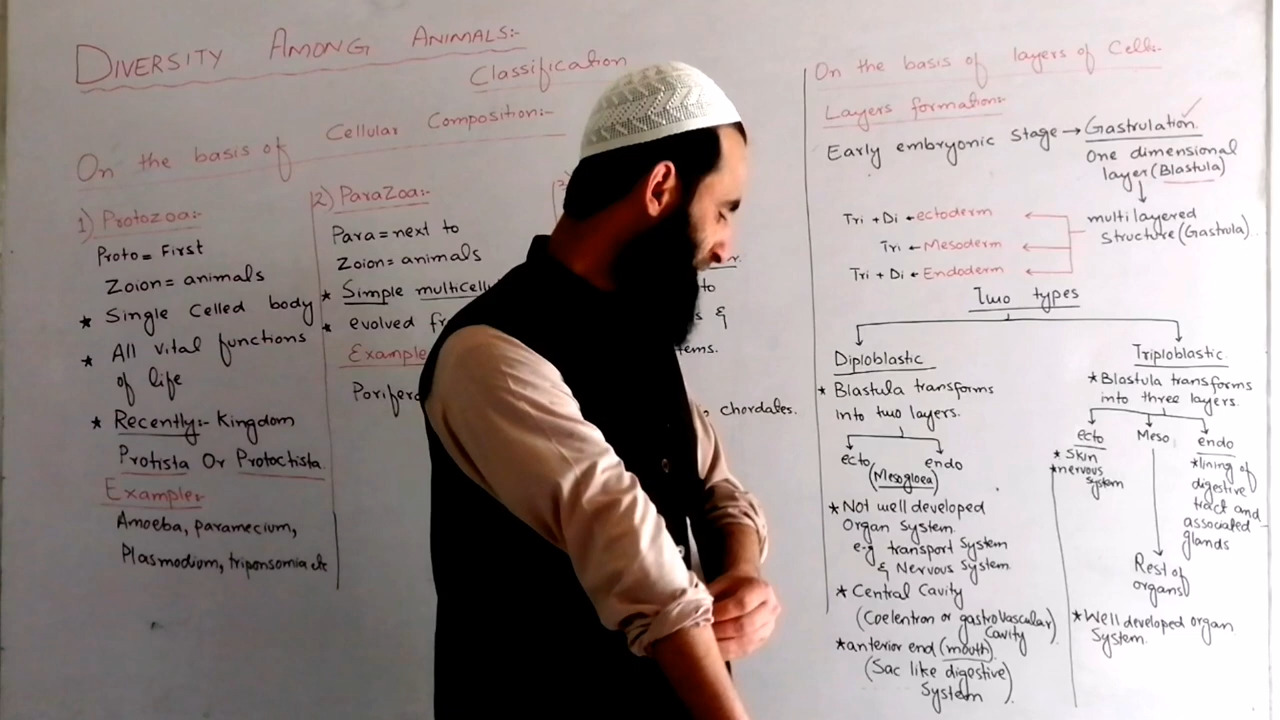 DIVERSITY AMONG ANIMALS:-
Classification
On the basis of Cellular Composition:-
1) Protozoa:-
Proto = First
Zoion = animals
* Single Celled body
* All vital functions
of life
* Recently:- Kingdom
Protista Or Protoctista.
Example:-
Amoeba, paramecium,
Plasmodium, triponsomia etc
2) ParaZoa:-
Para = next to
Zoion = animals
* Simple multicellu
* evolved fr
Example
Porifera
3)
to
s &
tems.
, chordates.
On the basis of layers of Cell:-
Layers formation:-
Early embryonic stage → Gastrulation.
One dimensional
layer (Blastula)
multilayered
structure (Gastrula).
Tri + Di ← ectoderm
Tri ← Mesoderm
Tri + Di ← Endoderm
Two types
Diploblastic
* Blastula transforms
into two layers.
ecto endo
(Mesogloea)
* Not well developed
Organ System.
e.g transport System
& Nervous System
* Central Cavity
(Coelentron or gastroVascular
Cavity)
* anterior end (mouth)
(Sac like digestive
System)
Triploblastic.
* Blastula transforms
into three layers.
ecto Meso endo
* Skin
* nervous
System
Rest of
organs
* lining of
digestive
tract and
associated
glands
* Well developed organ
System.